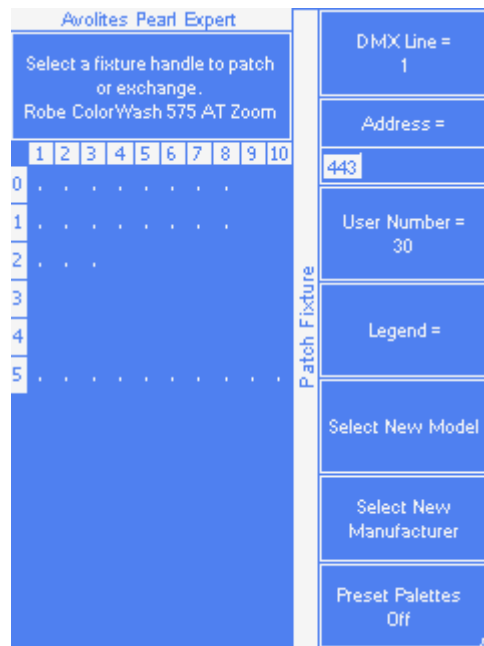 Avolites Pearl Expert
Select a fixture handle to patch
or exchange.
Robe ColorWash 575 AT Zoom
1 2 3 4 5 6 7 8 9 10
0
1
2
3
4
5
Patch Fixture
DMX Line =
1
Address =
443
User Number =
30
Legend =
Select New Model
Select New
Manufacturer
Preset Palettes
Off